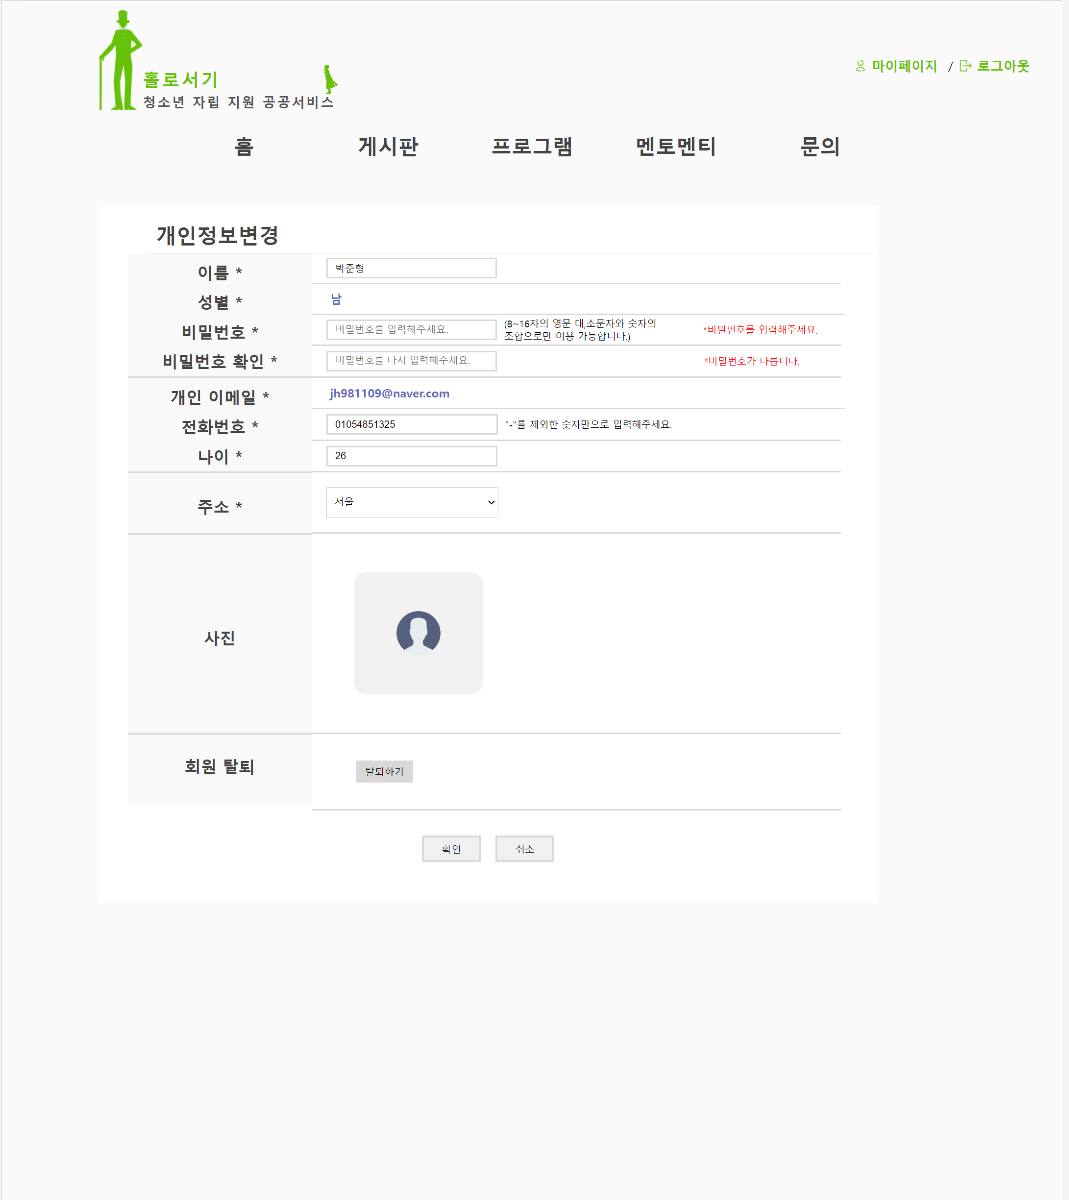 홀로서기
청소년 자립 지원 공공서비스
마이페이지 / 로그아웃
홈 게시판 프로그램 멘토멘티 문의
개인정보변경
이름 * 박준형
성별 * 남
비밀번호 * 비밀번호를 입력해주세요. (8~16자의 영문 대,소문자와 숫자의 *비밀번호를 입력해주세요.
조합으로만 이용 가능합니다.)
비밀번호 확인 * 비밀번호를 다시 입력해주세요. *비밀번호가 다릅니다.
개인 이메일 * jh981109@naver.com
전화번호 * 01054851325 "-"를 제외한 숫자만으로 입력해주세요.
나이 * 26
주소 * 서울
사진
회원 탈퇴 탈퇴하기
확인 취소